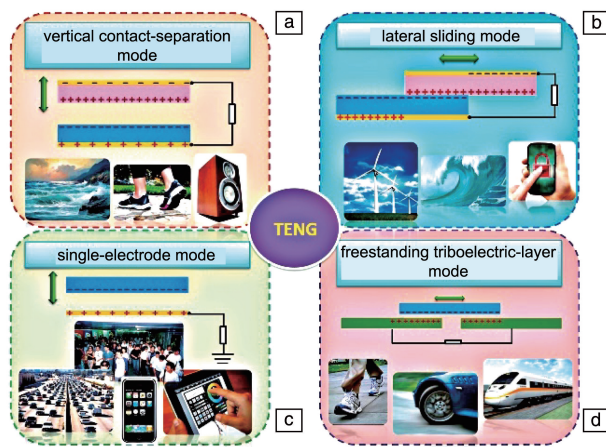 a
vertical contact-separation
mode
b
lateral sliding mode
TENG
single-electrode mode
c
freestanding triboelectric-layer
mode
d